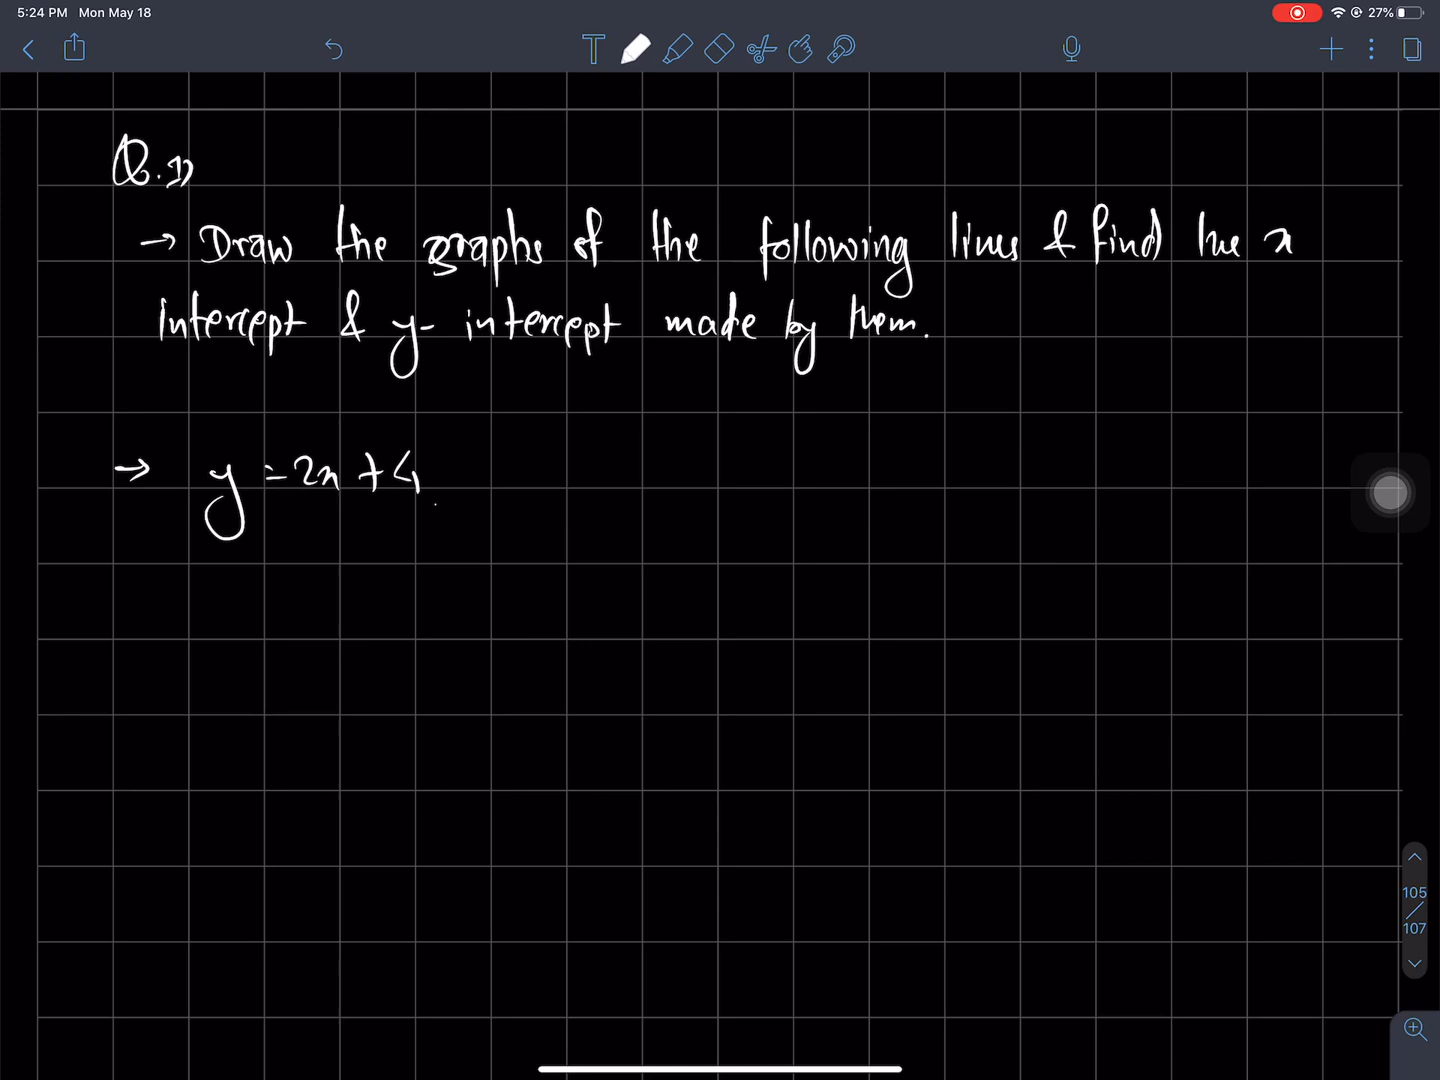 5:24 PM Mon May 18
27%
T
Q.1)
→ Draw the graphs of the following lines & find the x
intercept & y- intercept made by them.
→ y = 2x + 4
105
107